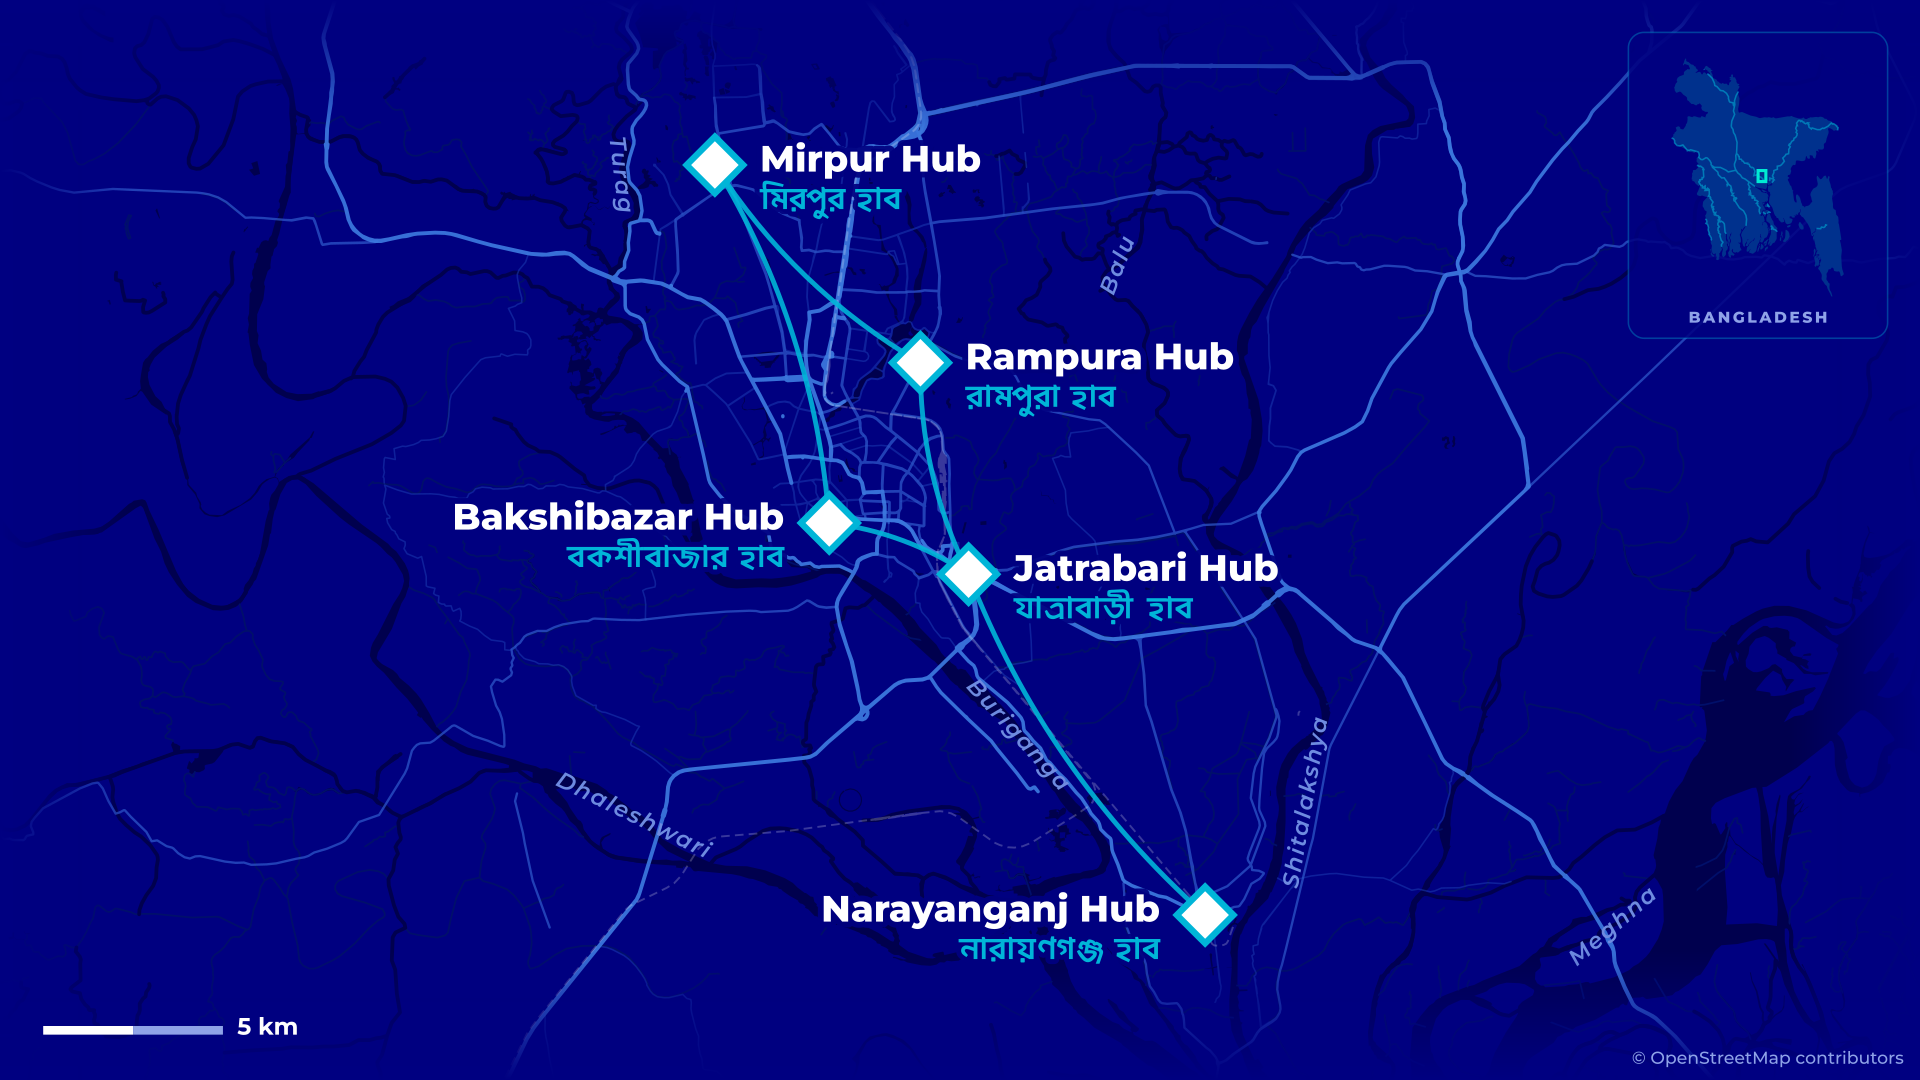 Turag
Mirpur Hub
মিরপুর হাব
Balu
BANGLADESH
Rampura Hub
রামপুরা হাব
Bakshibazar Hub
বকশীবাজার হাব
Jatrabari Hub
যাত্রাবাড়ী হাব
Buriganga
Dhaleshwari
Shitalakshya
Narayanganj Hub
নারায়ণগঞ্জ হাব
Meghna
5 km
© OpenStreetMap contributors